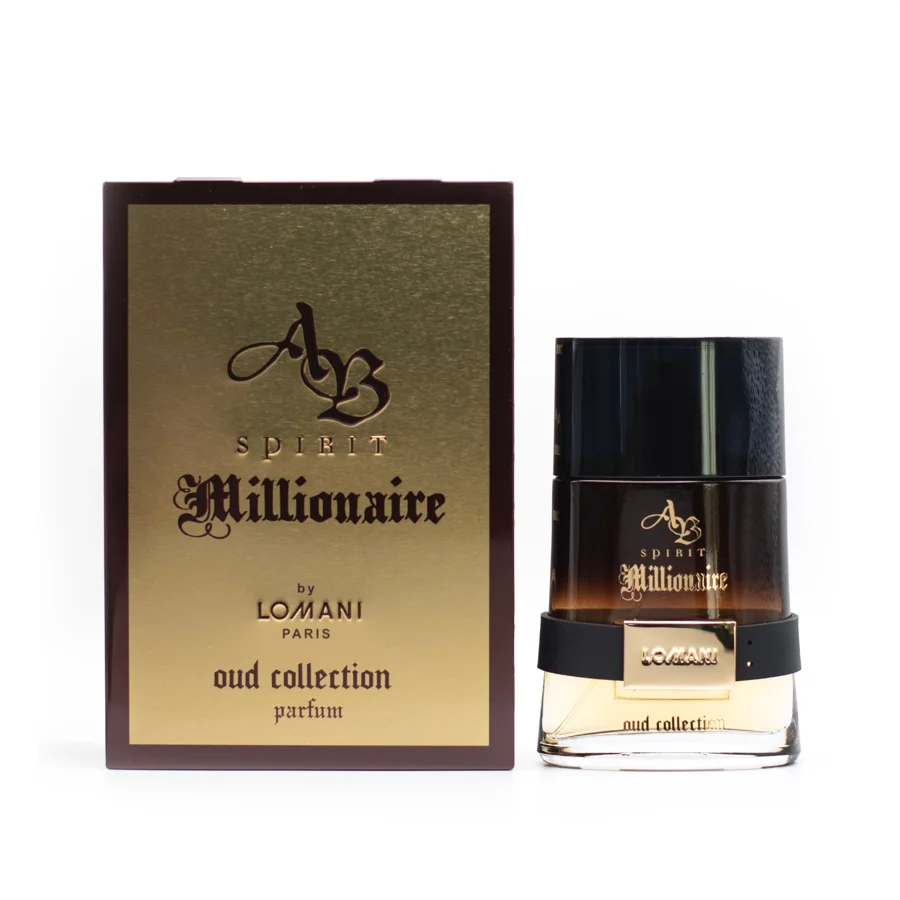 AB
SPIRIT
Millionaire
by
LOMANI
PARIS
oud collection
parfum
AB
SPIRIT
Millionaire
LOMANI
oud collection